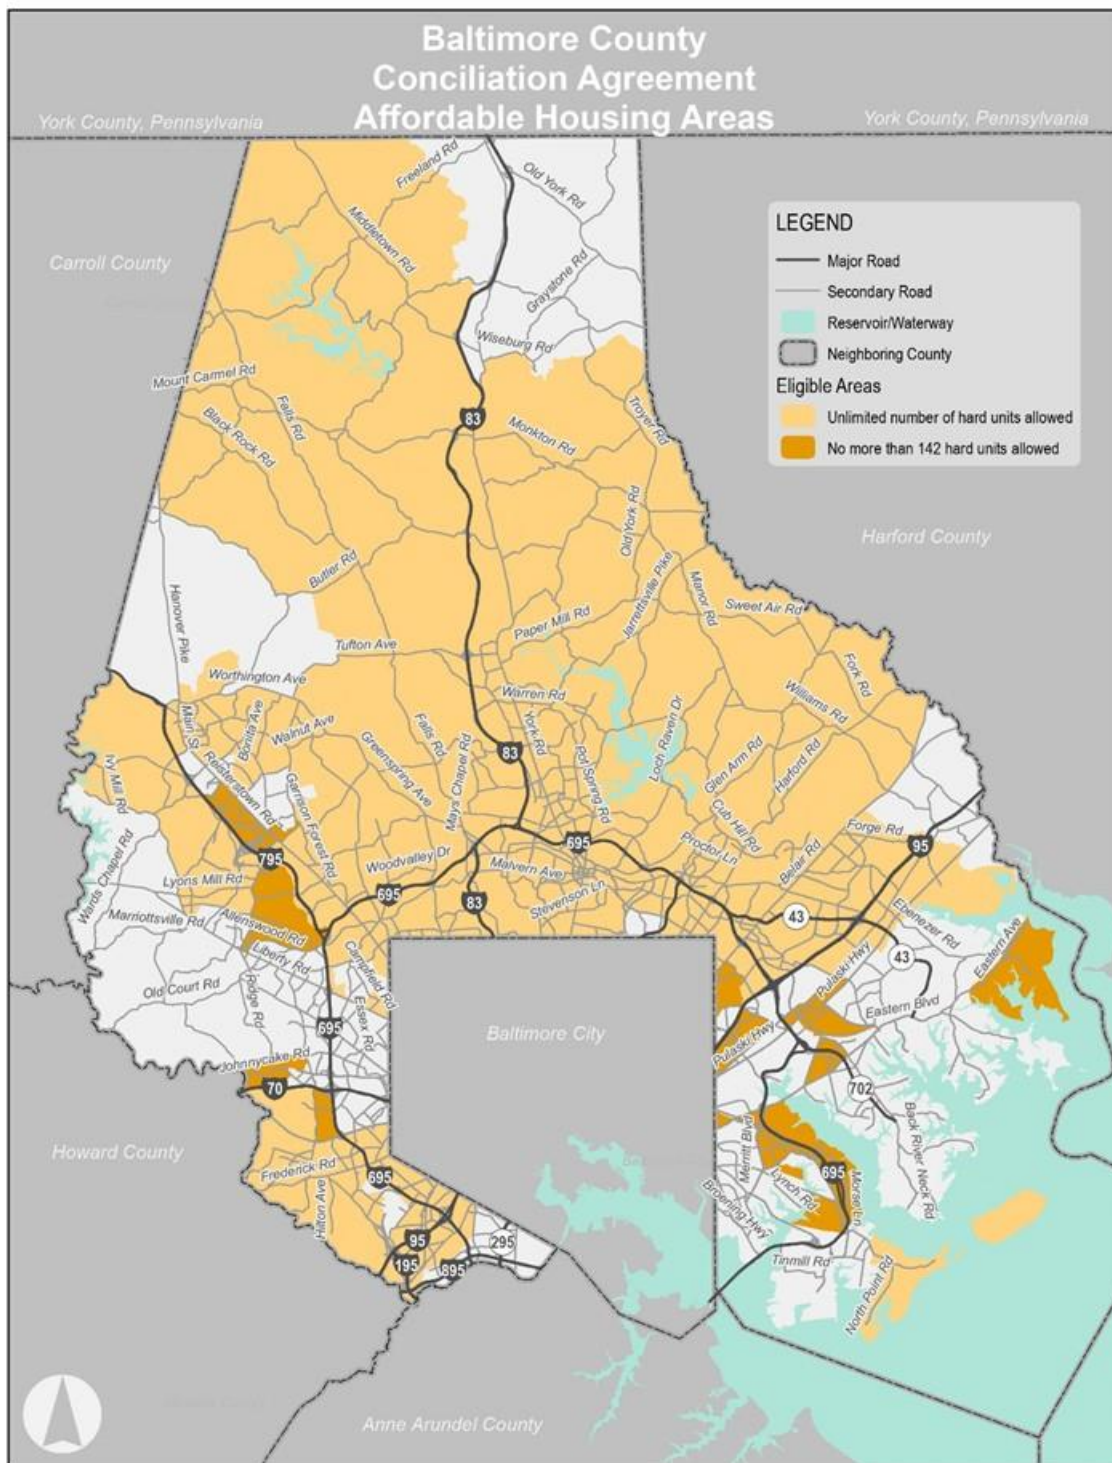 Baltimore County
Conciliation Agreement
Affordable Housing Areas
York County, Pennsylvania
York County, Pennsylvania
Carroll County
LEGEND
Major Road
Secondary Road
Reservoir/Waterway
Neighboring County
Eligible Areas
Unlimited number of hard units allowed
No more than 142 hard units allowed
Freeland Rd
Old York Rd
Middletown Rd
Graystone Rd
Wiseburg Rd
Mount Carmel Rd
Falls Rd
Black Rock Rd
83
Monkton Rd
Troyer Rd
Old York Rd
Harford County
Butler Rd
Hanover Pike
Jarrettsville Pike
Manor Rd
Sweet Air Rd
Paper Mill Rd
Tufton Ave
Fork Rd
Worthington Ave
Warren Rd
Williams Rd
Main St
Bonita Ave
Walnut Ave
Falls Rd
York Rd
Loch Raven Dr
Greenspring Ave
Mays Chapel Rd
83
Pot Spring Rd
Glen Arm Rd
Harford Rd
Ivy Mill Rd
Reisterstown Rd
Garrison Forest Rd
Cub Hill Rd
Forge Rd
95
695
Proctor Ln
Belair Rd
Woodvalley Dr
Malvern Ave
795
Wards Chapel Rd
Lyons Mill Rd
695
83
Stevenson Ln
Marriottsville Rd
Allenswood Rd
43
Ebenezer Rd
Eastern Ave
Liberty Rd
Campfield Rd
43
Pulaski Hwy
Old Court Rd
Ridge Rd
Essex Rd
Eastern Blvd
695
Baltimore City
Pulaski Hwy
Johnnycake Rd
70
702
Howard County
Back River Neck Rd
Merritt Blvd
Frederick Rd
695
Hilton Ave
Lynch Rd
695
Morse Ln
Broening Hwy
95
295
195
895
Tinmill Rd
North Point Rd
Anne Arundel County